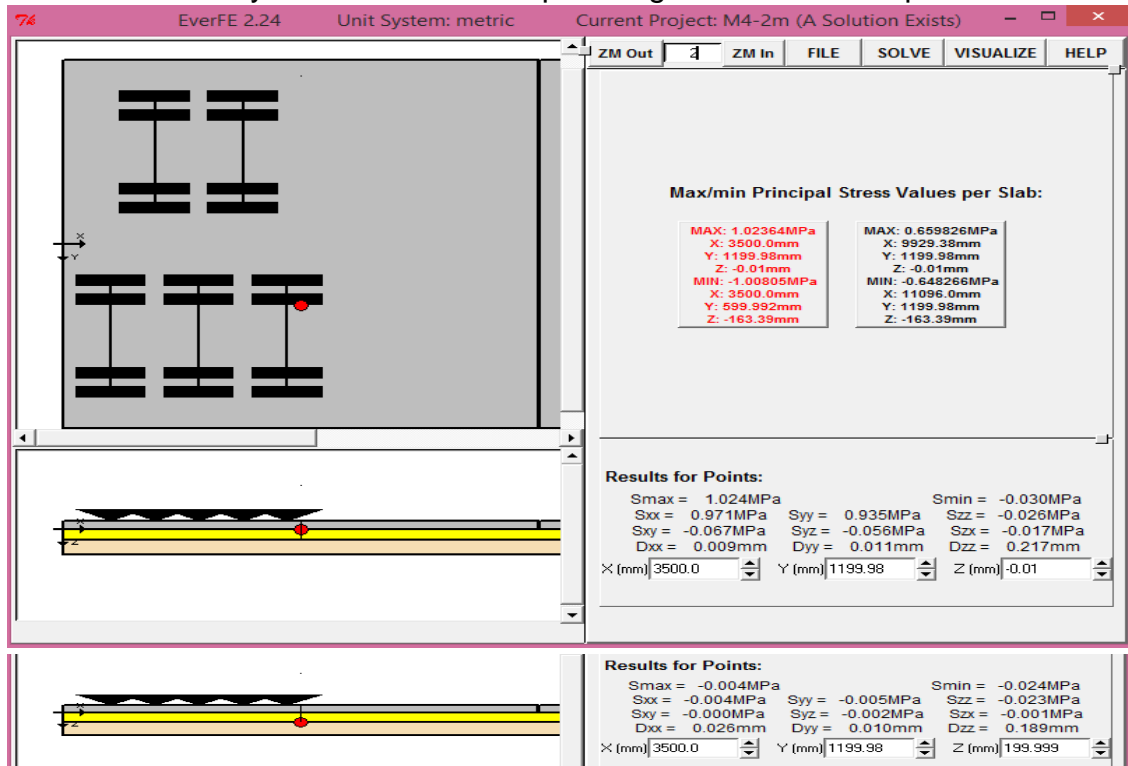 EverFE 2.24 Unit System: metric Current Project: M4-2m (A Solution Exists)
ZM Out 2 ZM In FILE SOLVE VISUALIZE HELP
X
Y
Max/min Principal Stress Values per Slab:
MAX: 1.02364MPa
X: 3500.0mm
Y: 1199.98mm
Z: -0.01mm
MIN: -1.00805MPa
X: 3500.0mm
Y: 599.992mm
Z: -163.39mm
MAX: 0.659826MPa
X: 9929.38mm
Y: 1199.98mm
Z: -0.01mm
MIN: -0.648266MPa
X: 11096.0mm
Y: 1199.98mm
Z: -163.39mm
X
Z
Results for Points:
Smax = 1.024MPa Smin = -0.030MPa
Sxx = 0.971MPa Syy = 0.935MPa Szz = -0.026MPa
Sxy = -0.067MPa Syz = -0.056MPa Szx = -0.017MPa
Dxx = 0.009mm Dyy = 0.011mm Dzz = 0.217mm
X (mm) 3500.0 Y (mm) 1199.98 Z (mm) -0.01
X
Z
Results for Points:
Smax = -0.004MPa Smin = -0.024MPa
Sxx = -0.004MPa Syy = -0.005MPa Szz = -0.023MPa
Sxy = -0.000MPa Syz = -0.002MPa Szx = -0.001MPa
Dxx = 0.026mm Dyy = 0.010mm Dzz = 0.189mm
X (mm) 3500.0 Y (mm) 1199.98 Z (mm) 199.999